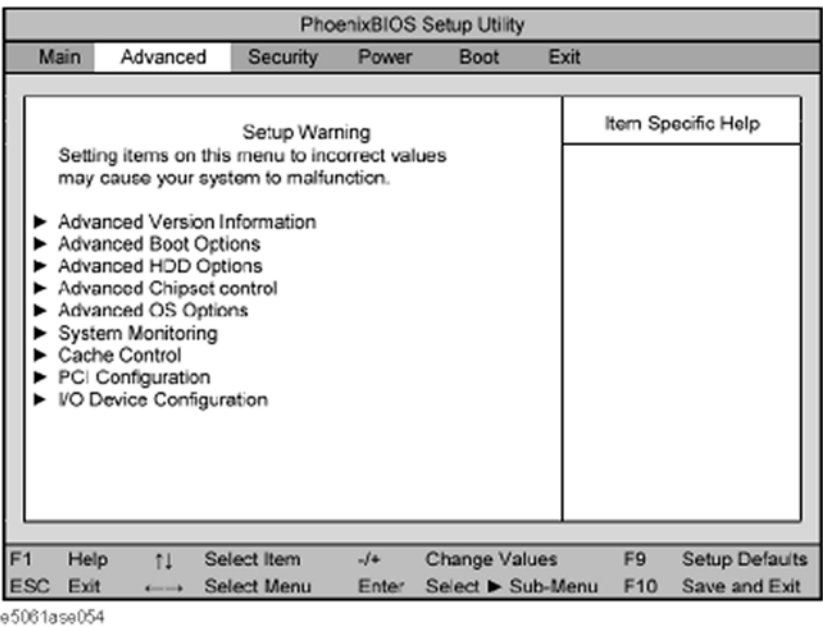 PhoenixBIOS Setup Utility
Main Advanced Security Power Boot Exit
Setup Warning
Setting items on this menu to incorrect values
may cause your system to malfunction.
► Advanced Version Information
► Advanced Boot Options
► Advanced HDD Options
► Advanced Chipset control
► Advanced OS Options
► System Monitoring
► Cache Control
► PCI Configuration
► I/O Device Configuration
Item Specific Help
F1 Help ↑↓ Select Item -/+ Change Values F9 Setup Defaults
ESC Exit ←→ Select Menu Enter Select ► Sub-Menu F10 Save and Exit
e5061ase054